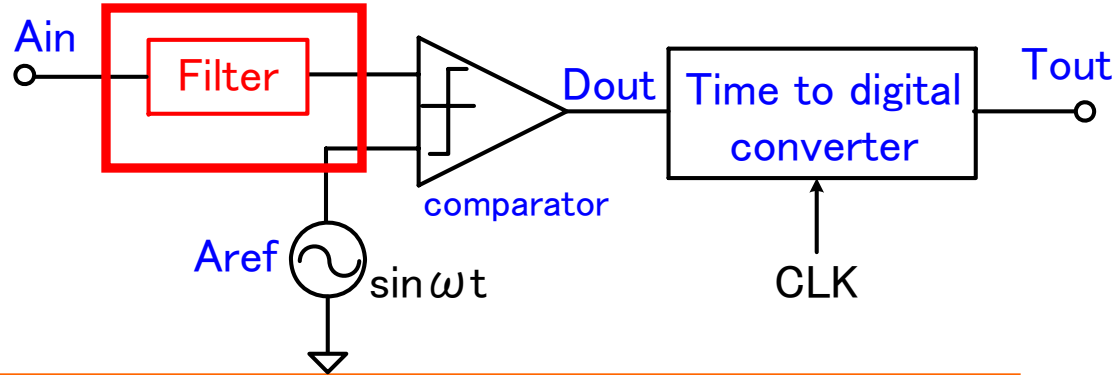 Ain
Filter
Dout
Time to digital
converter
Tout
comparator
Aref
sinωt
CLK